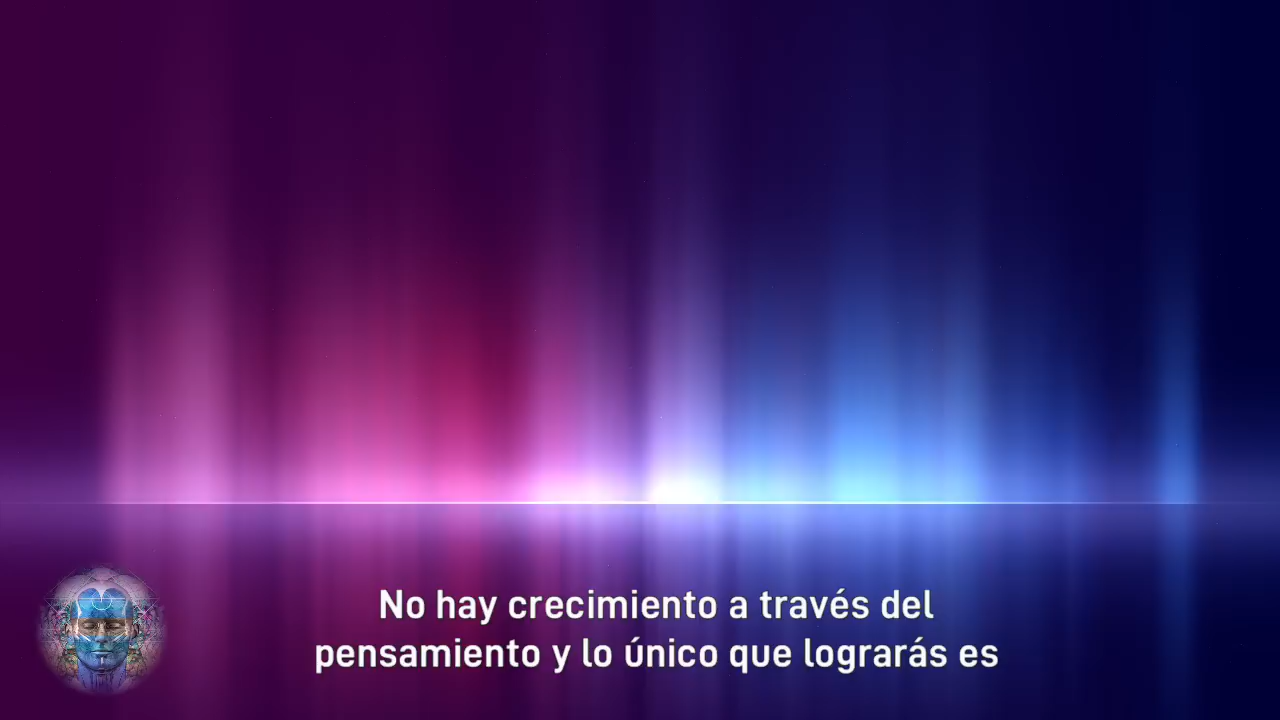 No hay crecimiento a través del
pensamiento y lo único que lograrás es